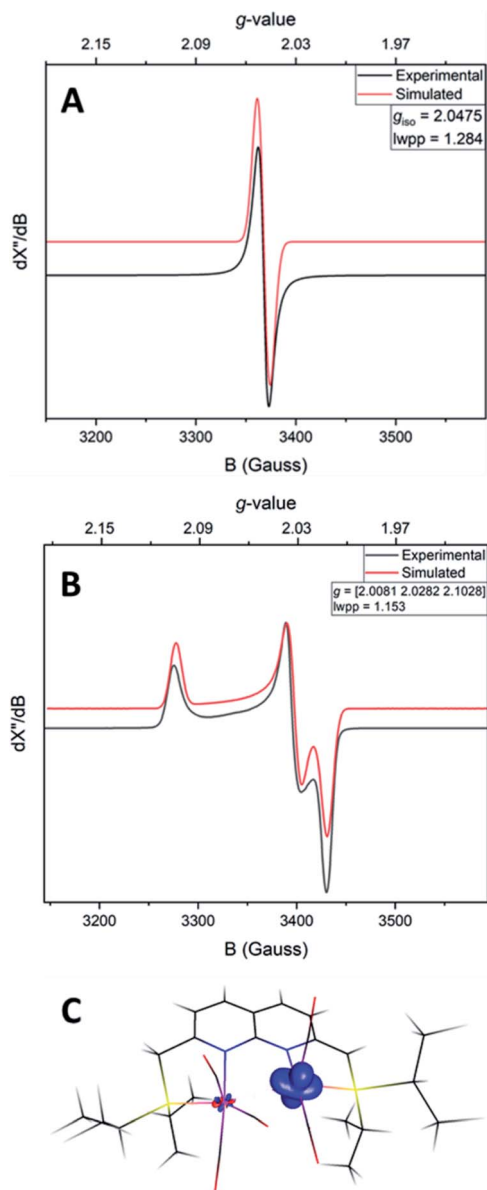 g-value
2.15 2.09 2.03 1.97
A
Experimental
Simulated
giso = 2.0475
lwpp = 1.284
dX"/dB
3200 3300 3400 3500
B (Gauss)
g-value
2.15 2.09 2.03 1.97
B
Experimental
Simulated
g = [2.0081 2.0282 2.1028]
lwpp = 1.153
dX"/dB
3200 3300 3400 3500
B (Gauss)
C